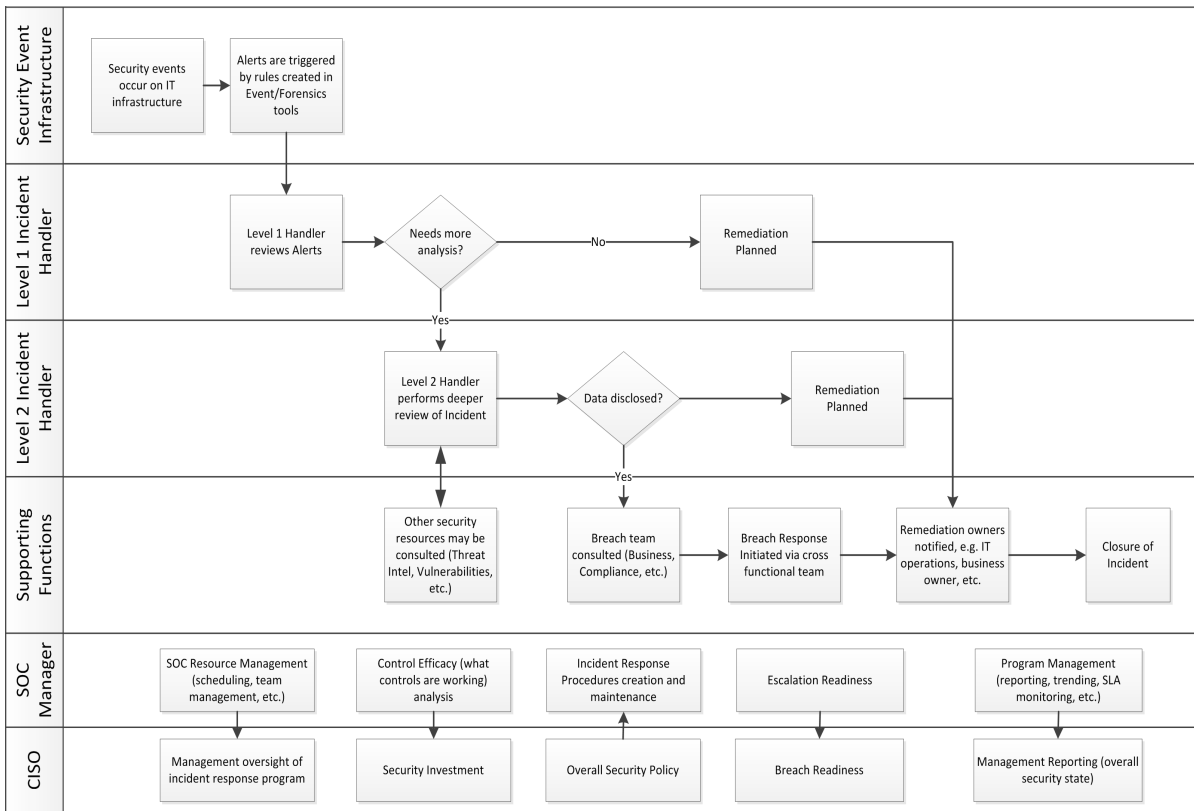 Security Event
Infrastructure
Security events
occur on IT
infrastructure
Alerts are triggered
by rules created in
Event/Forensics
tools
Level 1 Incident
Handler
Level 1 Handler
reviews Alerts
Needs more
analysis?
No
Remediation
Planned
Yes
Level 2 Incident
Handler
Level 2 Handler
performs deeper
review of Incident
Data disclosed?
Remediation
Planned
Yes
Supporting
Functions
Other security
resources may be
consulted (Threat
Intel, Vulnerabilities,
etc.)
Breach team
consulted (Business,
Compliance, etc.)
Breach Response
Initiated via cross
functional team
Remediation owners
notified, e.g. IT
operations, business
owner, etc.
Closure of
Incident
SOC
Manager
SOC Resource Management
(scheduling, team
management, etc.)
Control Efficacy (what
controls are working)
analysis
Incident Response
Procedures creation and
maintenance
Escalation Readiness
Program Management
(reporting, trending, SLA
monitoring, etc.)
CISO
Management oversight of
incident response program
Security Investment
Overall Security Policy
Breach Readiness
Management Reporting (overall
security state)